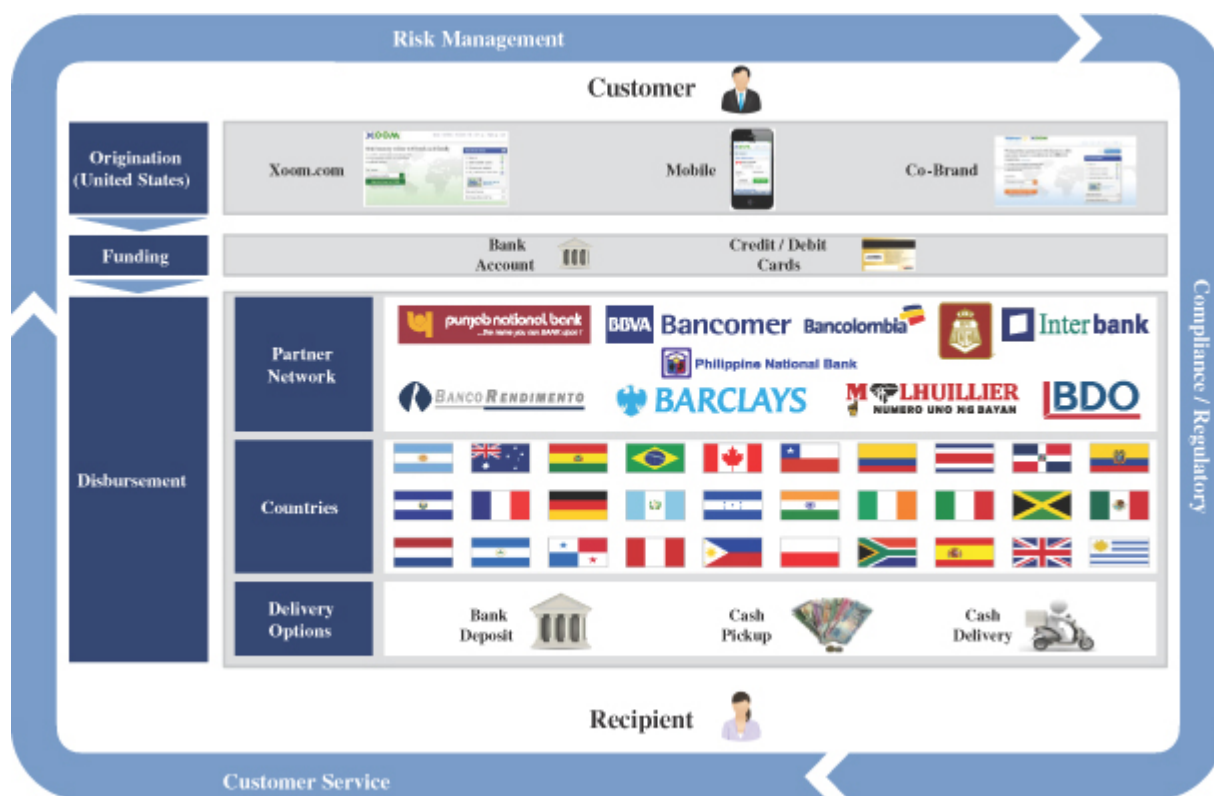 Risk Management
Customer
Origination
(United States)
Xoom.com
XOOM
Mobile
Co-Brand
Funding
Bank
Account
Credit / Debit
Cards
Disbursement
Partner
Network
punjab national bank
...the name you can BANK upon !
BBVA Bancomer
Bancolombia
Interbank
Philippine National Bank
BANCO RENDIMENTO
BARCLAYS
M LHUILLIER
NUMERO UNO NG BAYAN
BDO
Countries
Delivery
Options
Bank
Deposit
Cash
Pickup
Cash
Delivery
Recipient
Compliance / Regulatory
Customer Service